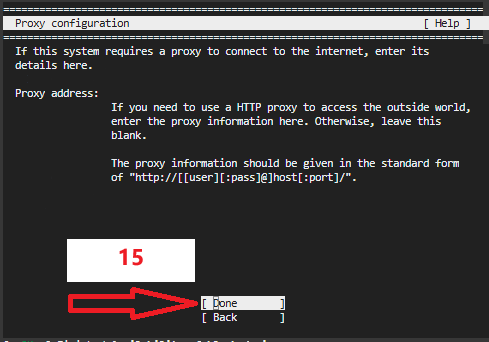 Proxy configuration [ Help ]
If this system requires a proxy to connect to the internet, enter its
details here.
Proxy address:
If you need to use a HTTP proxy to access the outside world,
enter the proxy information here. Otherwise, leave this
blank.
The proxy information should be given in the standard form
of "http://[[user][:pass]@]host[:port]/".
15
[ Done ]
[ Back ]